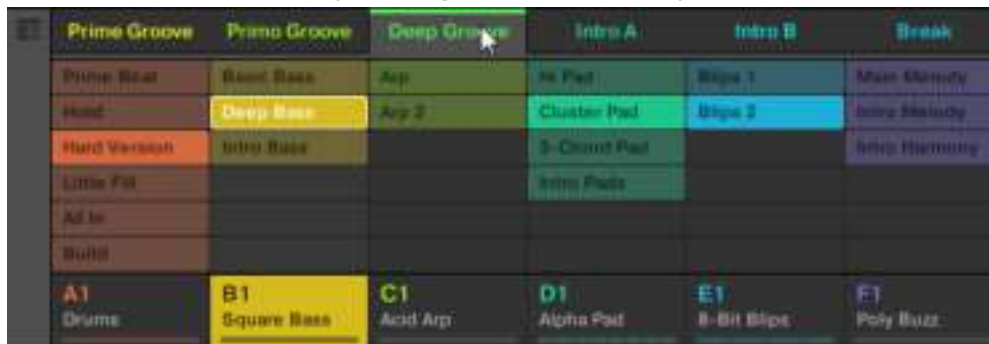 Prime Groove Primo Groove Deep Groove Intro A Intro B Break
Prime Beat Basic Bass Arp Hi Pad Blips 1 Main Melody
Hood Deep Bass Arp 2 Cluster Pad Blips 2 Intro Melody
Hard Version Intro Bass 3-Chord Pad Intro Harmony
Little Fill Intro Pads
All In
Build
A1 B1 C1 D1 E1 F1
Drums Square Bass Acid Arp Alpha Pad 8-Bit Blips Poly Buzz